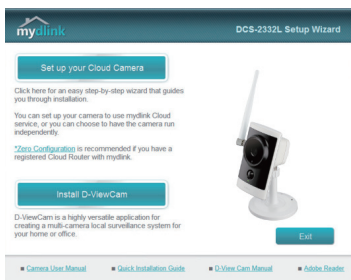 mydlink
DCS-2332L Setup Wizard
Set up your Cloud Camera
Click here for an easy step-by-step wizard that guides
you through installation.
You can set up your camera to use mydlink Cloud
service, or you can choose to have the camera run
independently.
*Zero Configuration is recommended if you have a
registered Cloud Router with mydlink.
Install D-ViewCam
D-ViewCam is a highly versatile application for
creating a multi-camera local surveillance system for
your home or office.
Exit
Camera User Manual
Quick Installation Guide
D-View Cam Manual
Adobe Reader